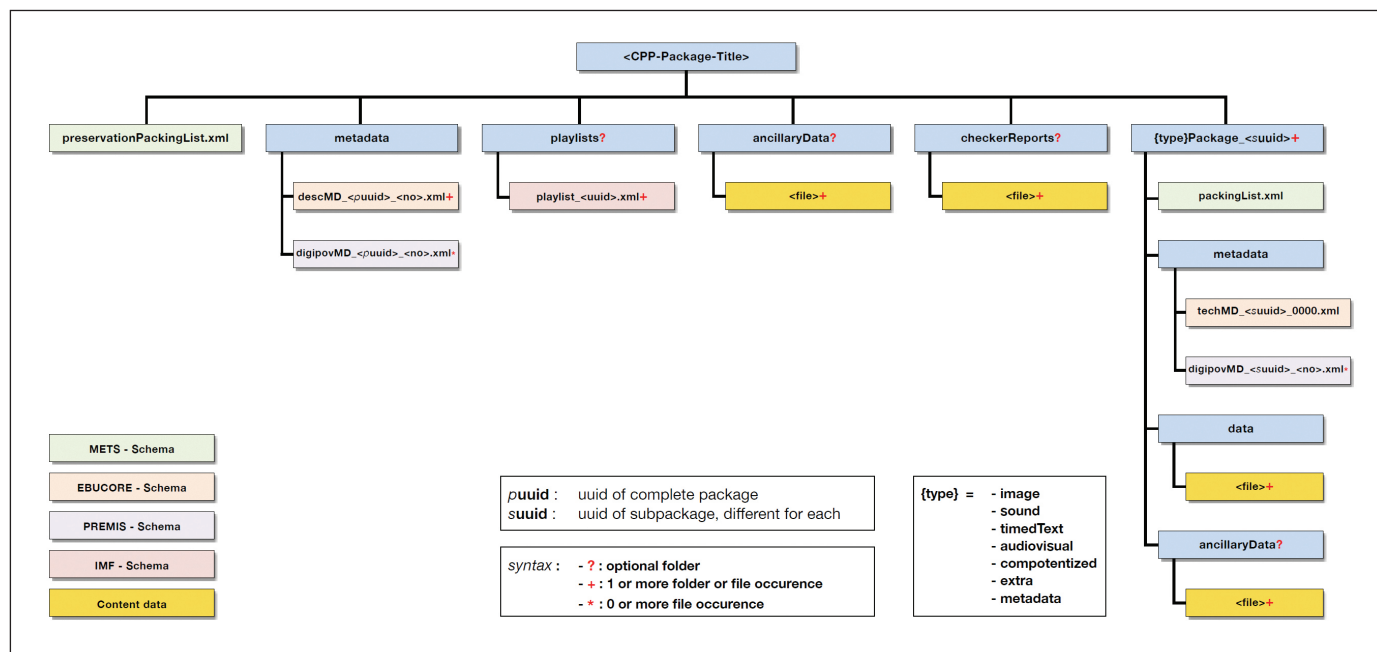 <CPP-Package-Title>
preservationPackingList.xml
metadata
playlists?
ancillaryData?
checkerReports?
{type}Package_<suuid>+
descMD_<puuid>_<no>.xml+
playlist_<uuid>.xml+
<file>+
<file>+
packingList.xml
digipovMD_<puuid>_<no>.xml*
metadata
techMD_<suuid>_0000.xml
digipovMD_<suuid>_<no>.xml*
data
<file>+
ancillaryData?
<file>+
METS - Schema
EBUCORE - Schema
PREMIS - Schema
IMF - Schema
Content data
puuid : uuid of complete package
suuid : uuid of subpackage, different for each
syntax : - ? : optional folder
- + : 1 or more folder or file occurence
- * : 0 or more file occurence
{type} = - image
- sound
- timedText
- audiovisual
- compotentized
- extra
- metadata